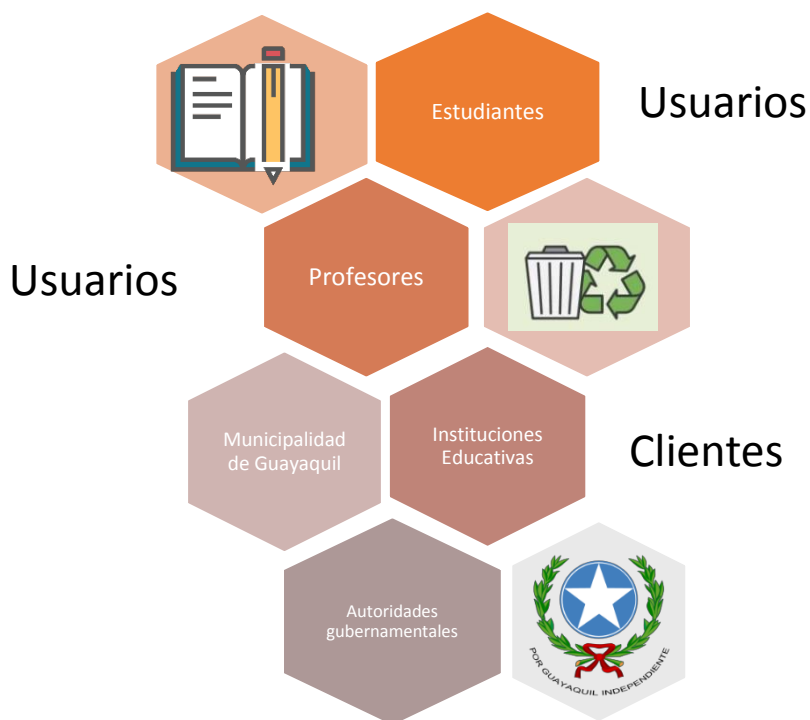 Estudiantes
Usuarios
Usuarios
Profesores
Municipalidad
de Guayaquil
Instituciones
Educativas
Clientes
Autoridades
gubernamentales
POR GUAYAQUIL INDEPENDIENTE